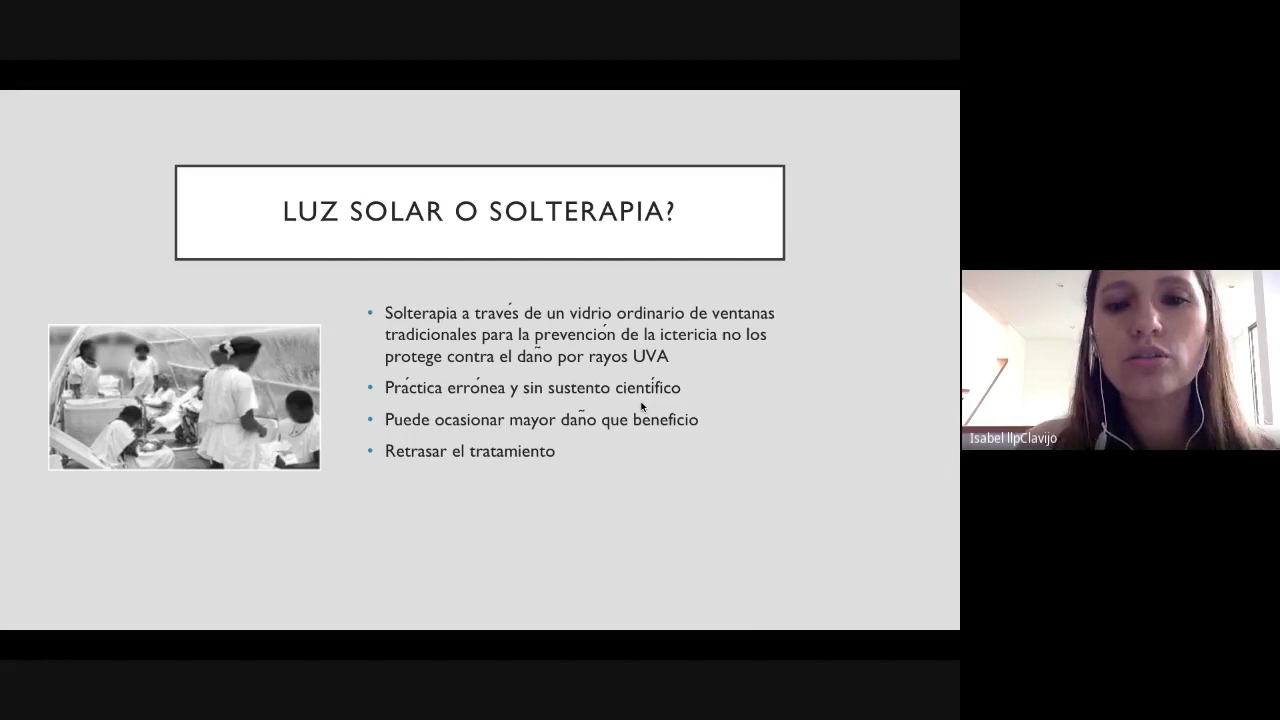 LUZ SOLAR O SOLTERAPIA?
• Solterapia a través de un vidrio ordinario de ventanas
tradicionales para la prevención de la ictericia no los
protege contra el daño por rayos UVA
• Práctica errónea y sin sustento científico
• Puede ocasionar mayor daño que beneficio
• Retrasar el tratamiento
Isabel llpClavijo